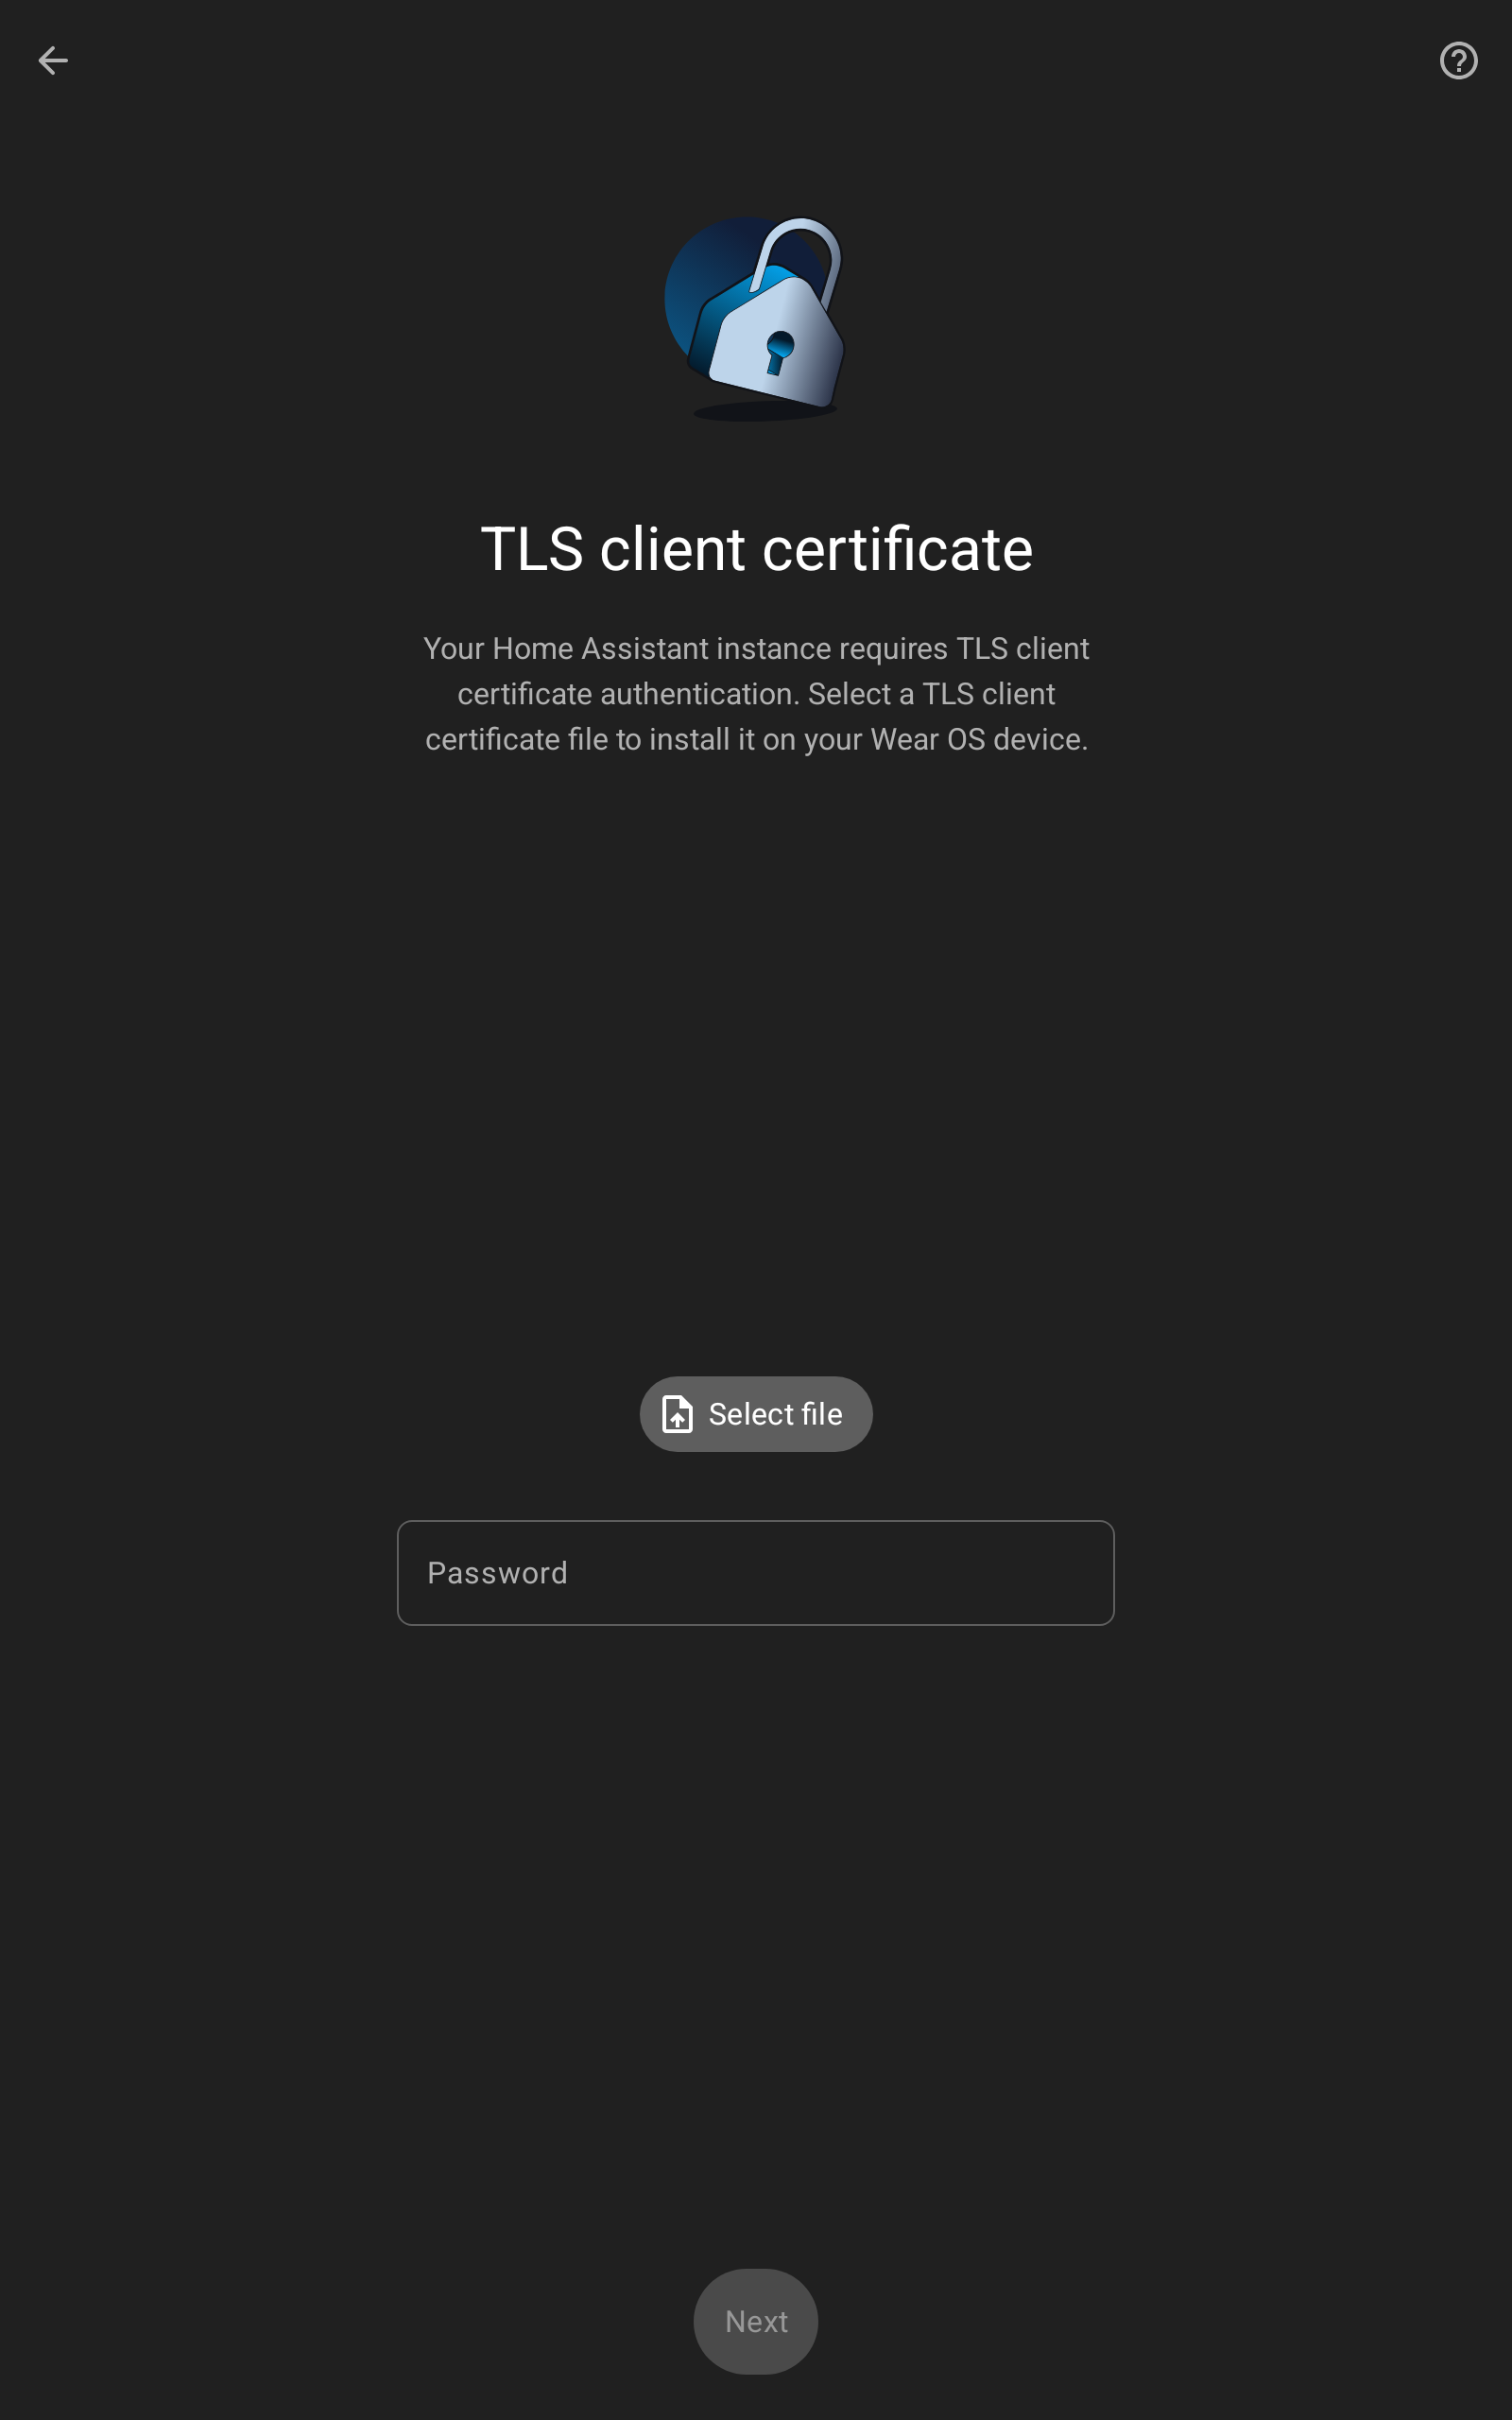 TLS client certificate
Your Home Assistant instance requires TLS client
certificate authentication. Select a TLS client
certificate file to install it on your Wear OS device.
Select file
Password
Next